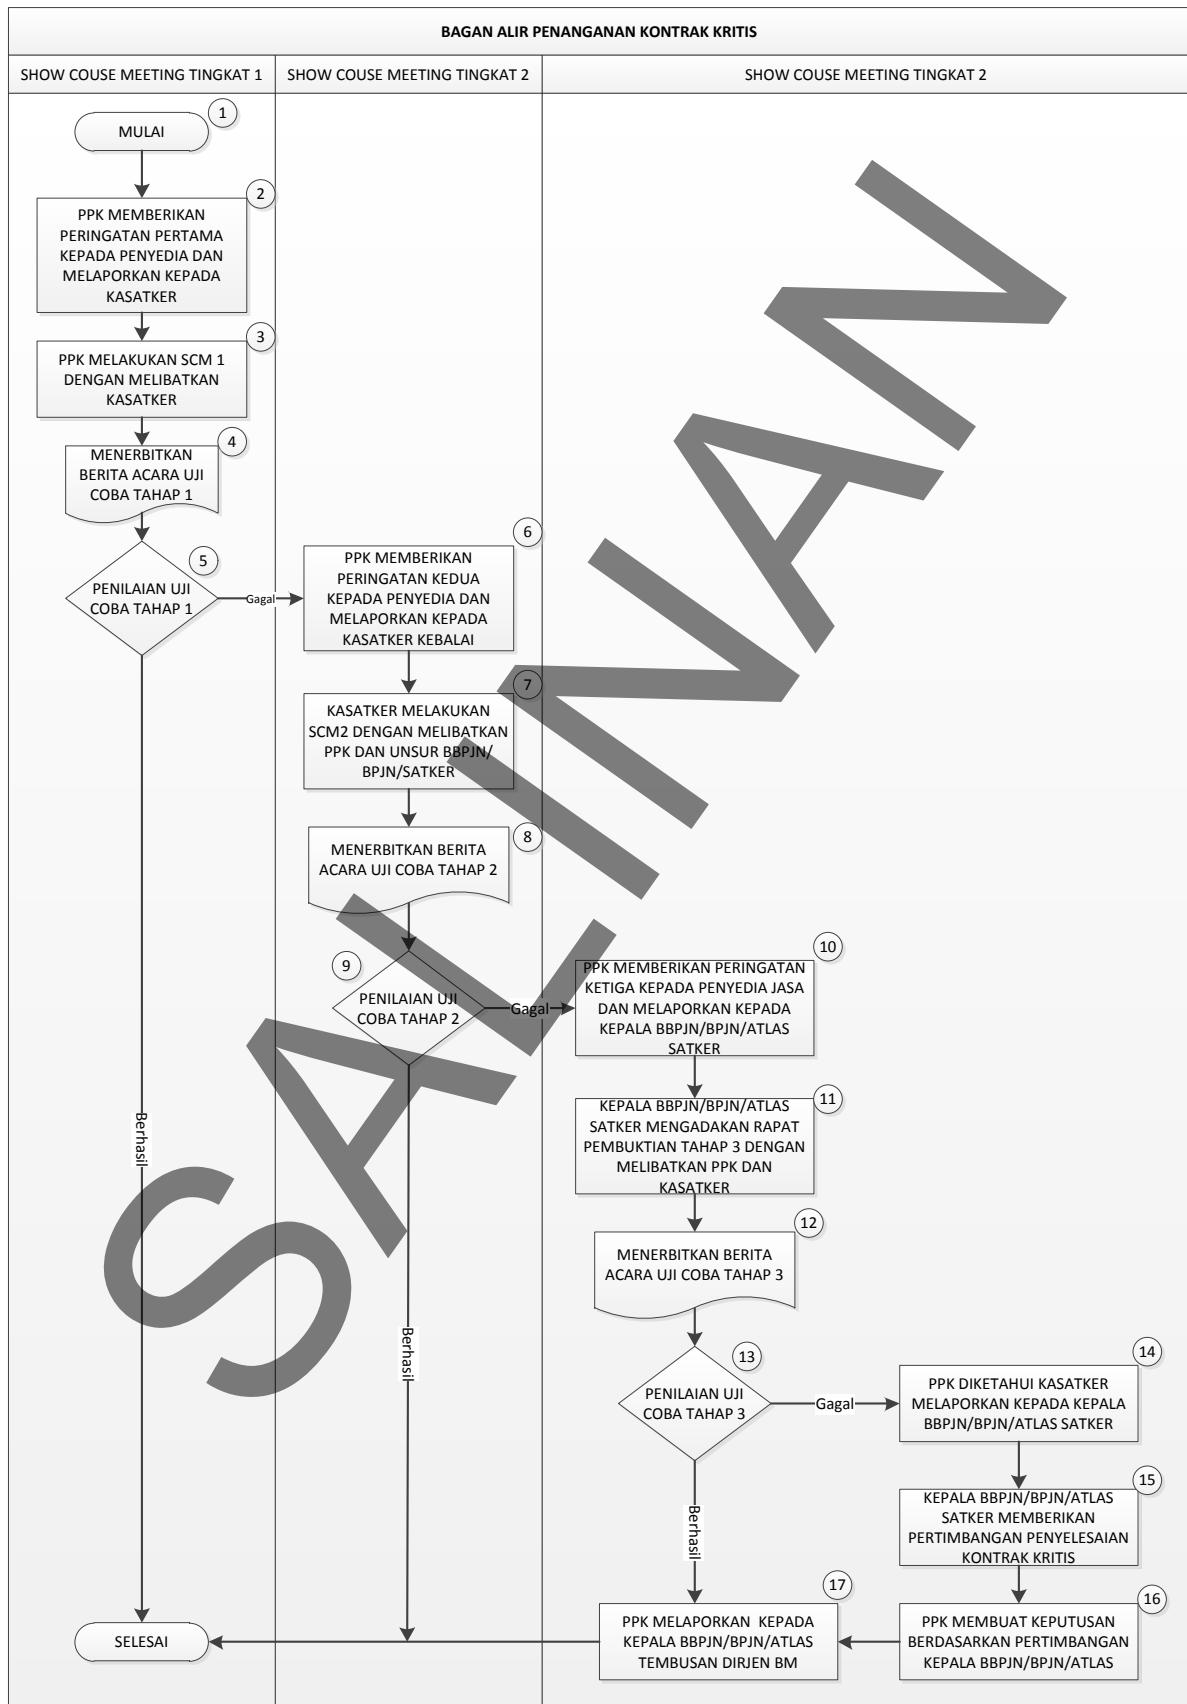 BAGAN ALIR PENANGANAN KONTRAK KRITIS
SHOW COUSE MEETING TINGKAT 1
SHOW COUSE MEETING TINGKAT 2
SHOW COUSE MEETING TINGKAT 2
1
MULAI
2
PPK MEMBERIKAN
PERINGATAN PERTAMA
KEPADA PENYEDIA DAN
MELAPORKAN KEPADA
KASATKER
3
PPK MELAKUKAN SCM 1
DENGAN MELIBATKAN
KASATKER
4
MENERBITKAN
BERITA ACARA UJI
COBA TAHAP 1
5
PENILAIAN UJI
COBA TAHAP 1
Gagal
Berhasil
6
PPK MEMBERIKAN
PERINGATAN KEDUA
KEPADA PENYEDIA DAN
MELAPORKAN KEPADA
KASATKER KEBALAI
7
KASATKER MELAKUKAN
SCM2 DENGAN MELIBATKAN
PPK DAN UNSUR BBPJN/
BPJN/SATKER
8
MENERBITKAN BERITA
ACARA UJI COBA TAHAP 2
9
PENILAIAN UJI
COBA TAHAP 2
Gagal
Berhasil
10
PPK MEMBERIKAN PERINGATAN
KETIGA KEPADA PENYEDIA JASA
DAN MELAPORKAN KEPADA
KEPALA BBPJN/BPJN/ATLAS
SATKER
11
KEPALA BBPJN/BPJN/ATLAS
SATKER MENGADAKAN RAPAT
PEMBUKTIAN TAHAP 3 DENGAN
MELIBATKAN PPK DAN
KASATKER
12
MENERBITKAN BERITA
ACARA UJI COBA TAHAP 3
13
PENILAIAN UJI
COBA TAHAP 3
Gagal
Berhasil
14
PPK DIKETAHUI KASATKER
MELAPORKAN KEPADA KEPALA
BBPJN/BPJN/ATLAS SATKER
15
KEPALA BBPJN/BPJN/ATLAS
SATKER MEMBERIKAN
PERTIMBANGAN PENYELESAIAN
KONTRAK KRITIS
16
PPK MEMBUAT KEPUTUSAN
BERDASARKAN PERTIMBANGAN
KEPALA BBPJN/BPJN/ATLAS
17
PPK MELAPORKAN KEPADA
KEPALA BBPJN/BPJN/ATLAS
TEMBUSAN DIRJEN BM
SELESAI
SALINAN